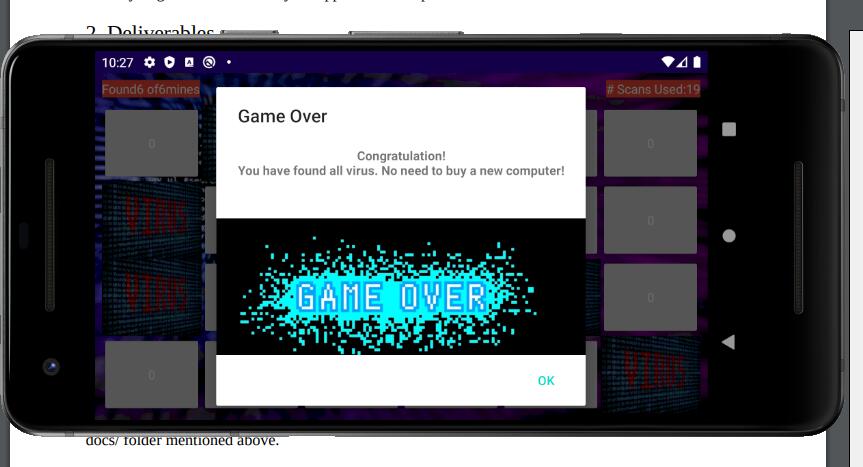 2. Deliverables
10:27
Found6 of6mines
# Scans Used:19
Game Over
Congratulation!
You have found all virus. No need to buy a new computer!
0
0
VIRUS
0
VIRUS
GAME OVER
0
0
VIRUS
OK
docs/ folder mentioned above.